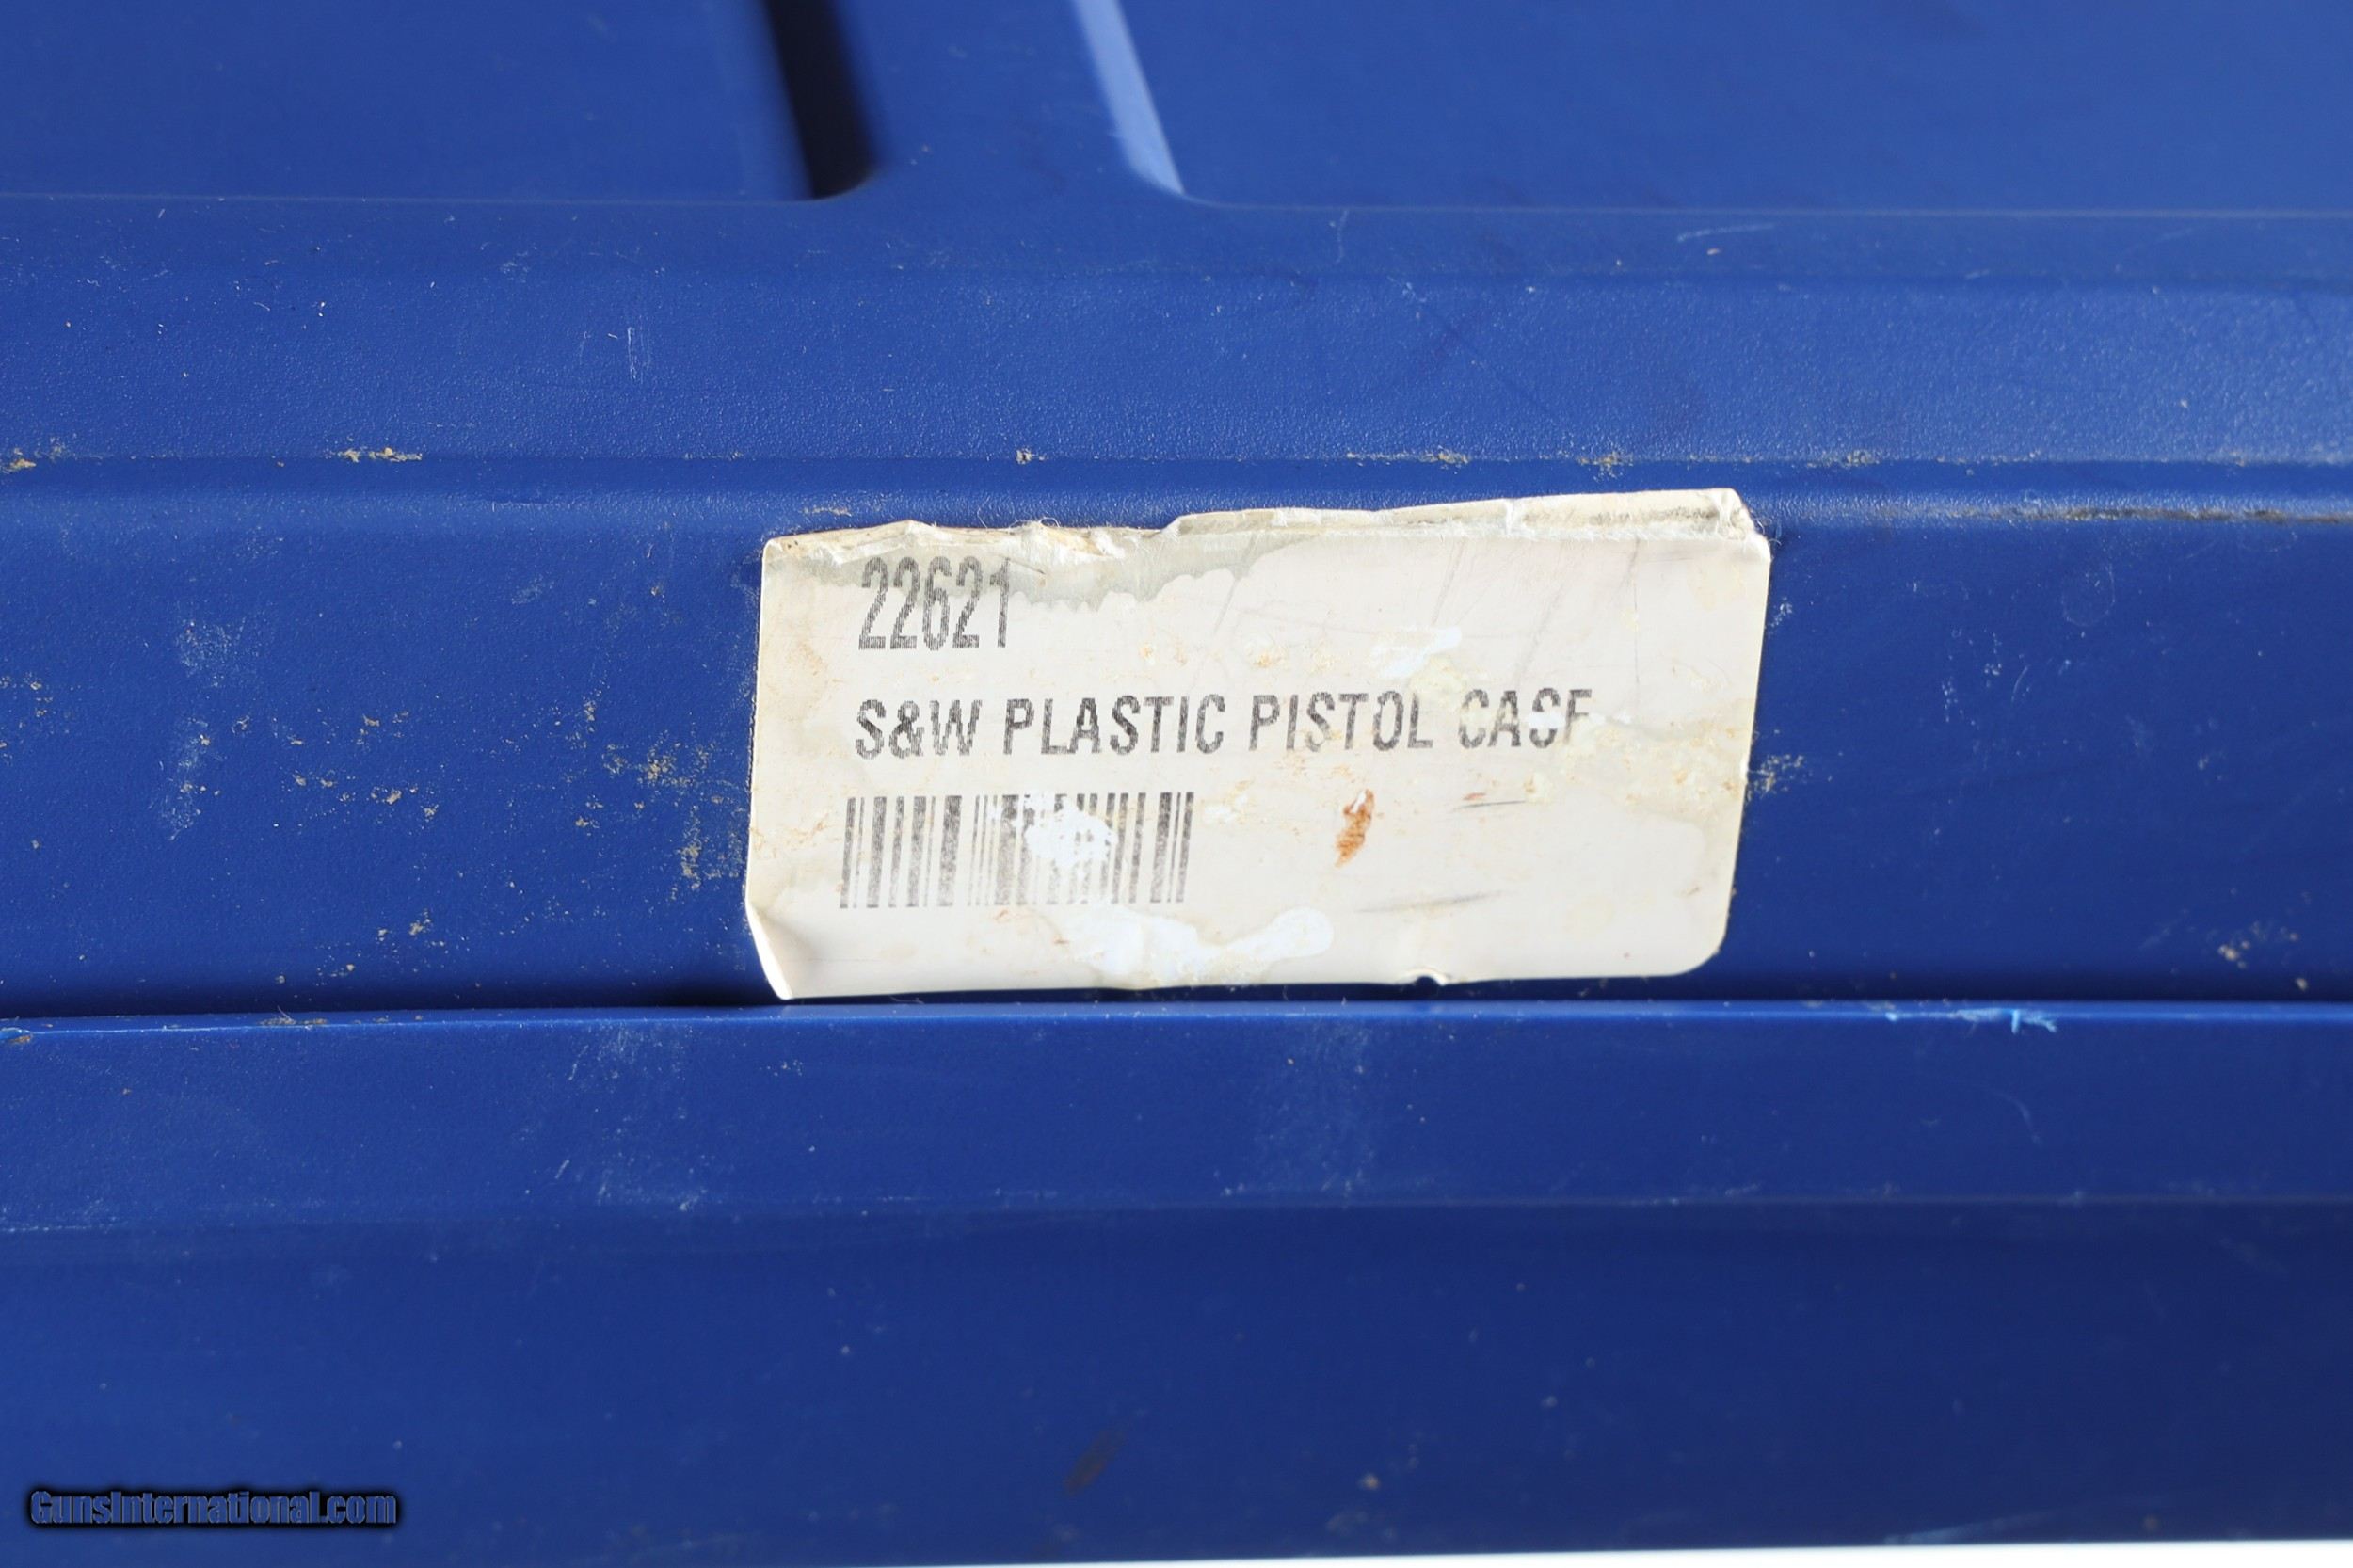 22621
S&W PLASTIC PISTOL CASE
GunsInternational.com